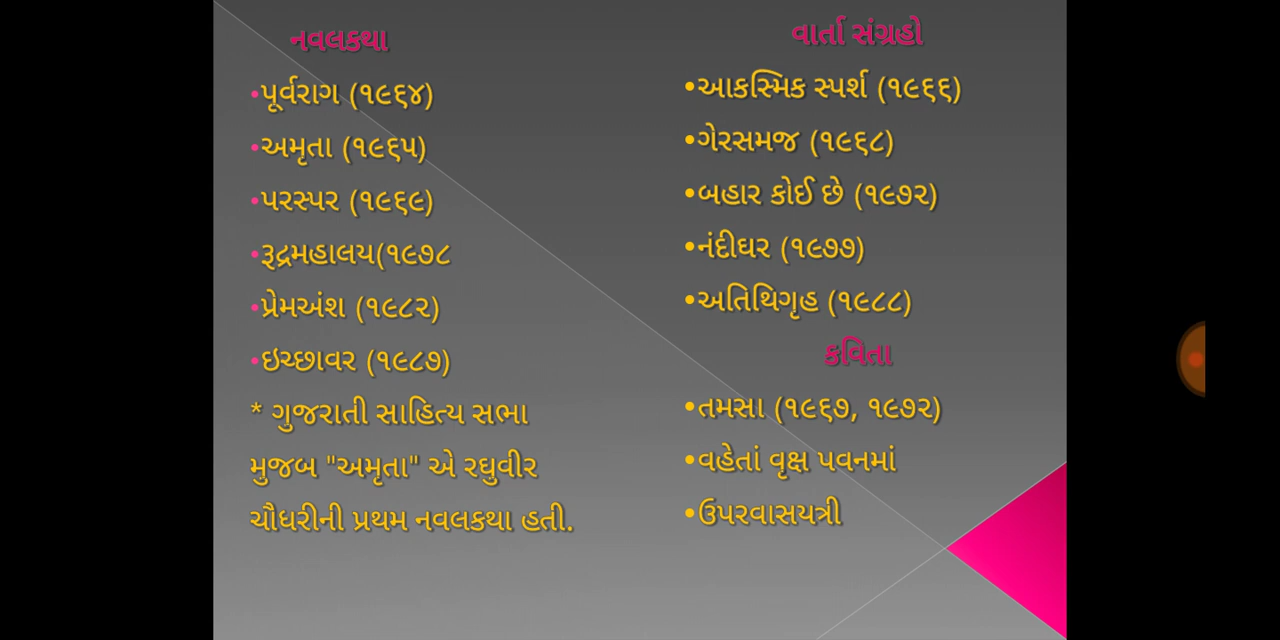 નવલકથા
•પૂર્વરાગ (૧૯૬૪)
•અમૃતા (૧૯૬૫)
•પરસ્પર (૧૯૬૯)
•રૂદ્રમહાલય(૧૯૭૮
•પ્રેમઅંશ (૧૯૮૨)
•ઇચ્છાવર (૧૯૮૭)
* ગુજરાતી સાહિત્ય સભા
મુજબ "અમૃતા" એ રઘુવીર
ચૌધરીની પ્રથમ નવલકથા હતી.
વાર્તા સંગ્રહો
•આકસ્મિક સ્પર્શ (૧૯૬૬)
•ગેરસમજ (૧૯૬૮)
•બહાર કોઈ છે (૧૯૭૨)
•નંદીઘર (૧૯૭૭)
•અતિથિગૃહ (૧૯૮૮)
કવિતા
•તમસા (૧૯૬૭, ૧૯૭૨)
•વહેતાં વૃક્ષ પવનમાં
•ઉપરવાસયત્રી